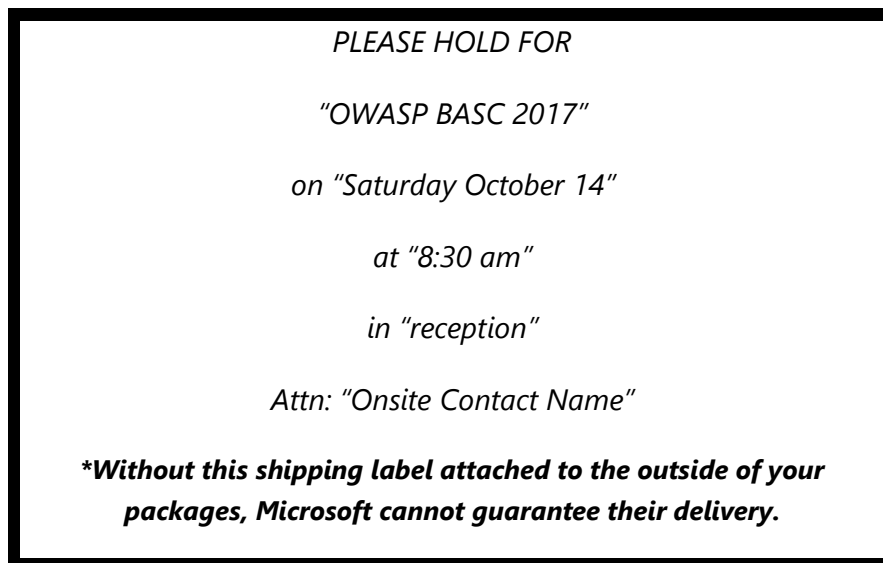 PLEASE HOLD FOR
“OWASP BASC 2017”
on “Saturday October 14”
at “8:30 am”
in “reception”
Attn: “Onsite Contact Name”
*Without this shipping label attached to the outside of your
packages, Microsoft cannot guarantee their delivery.